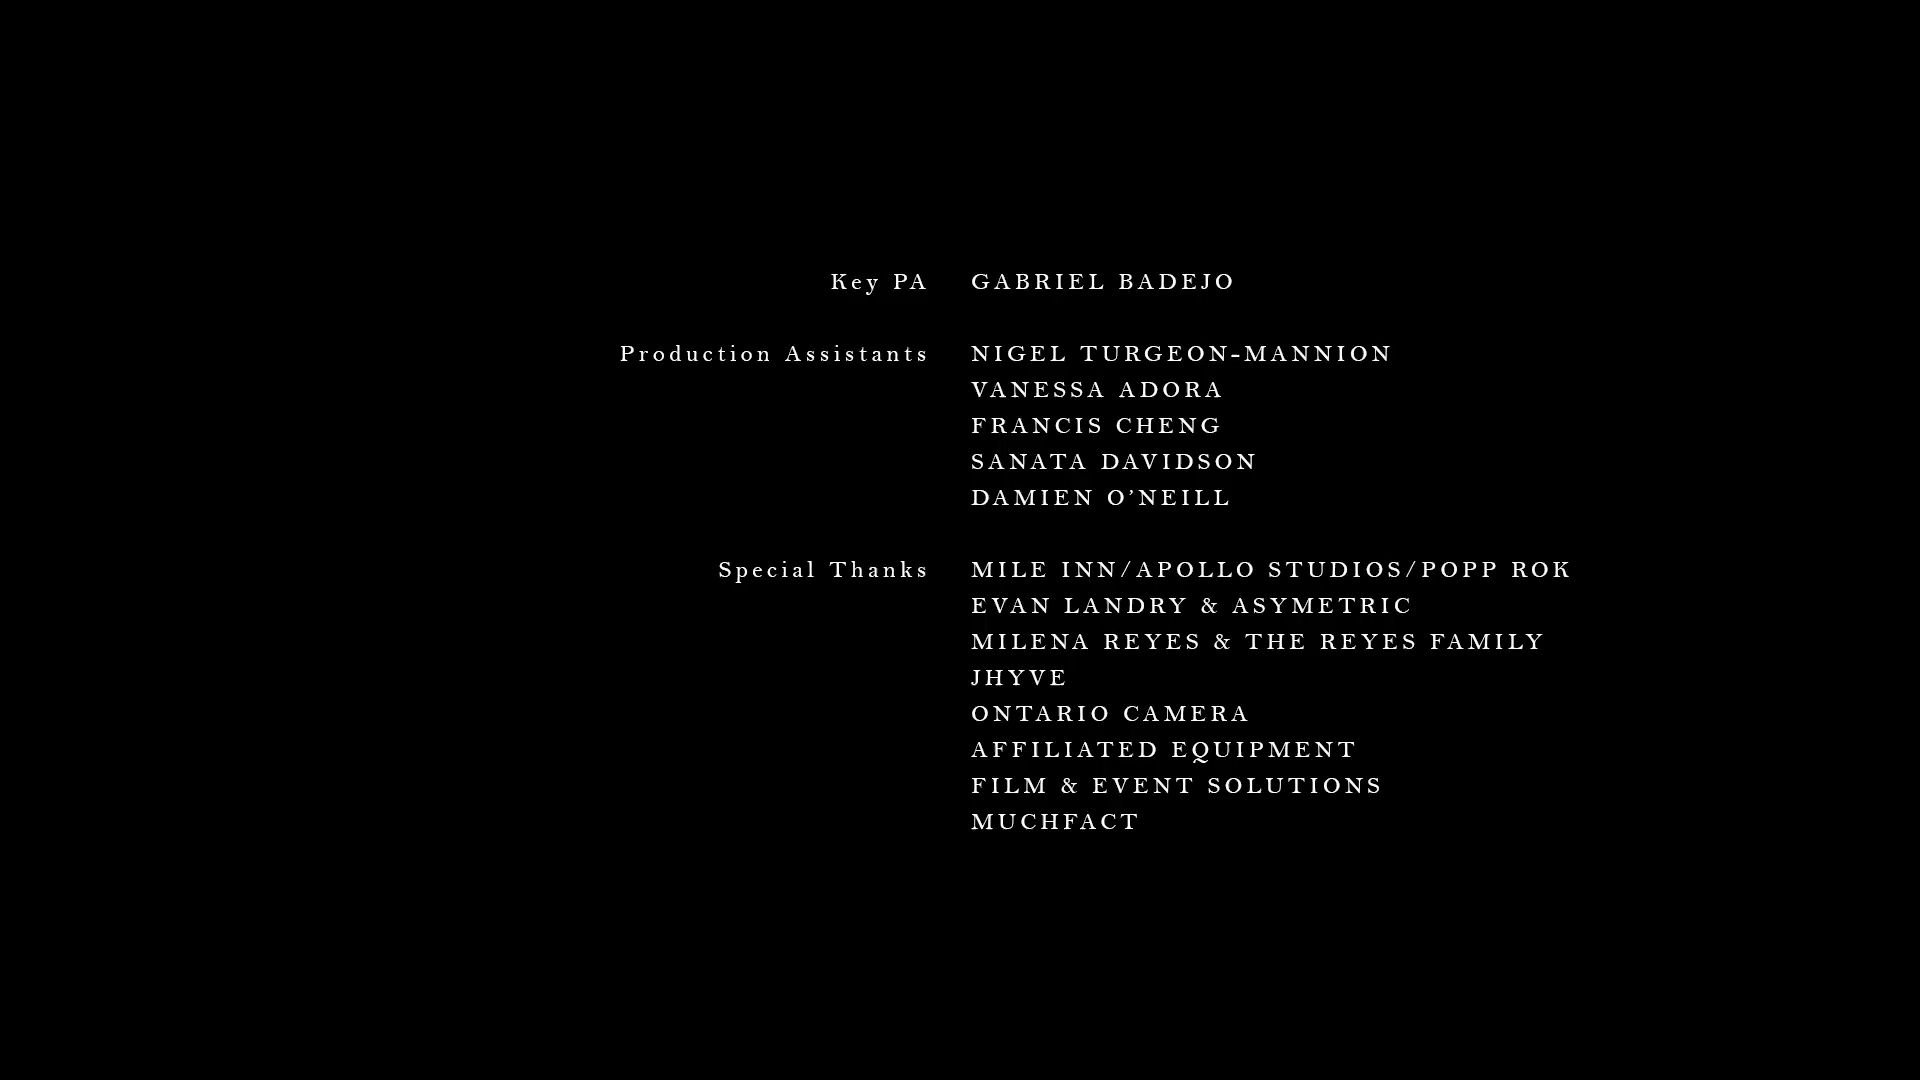 Key PA GABRIEL BADEJO
Production Assistants NIGEL TURGEON-MANNION
VANESSA ADORA
FRANCIS CHENG
SANATA DAVIDSON
DAMIEN O’NEILL
Special Thanks MILE INN/APOLLO STUDIOS/POPP ROK
EVAN LANDRY & ASYMETRIC
MILENA REYES & THE REYES FAMILY
JHYVE
ONTARIO CAMERA
AFFILIATED EQUIPMENT
FILM & EVENT SOLUTIONS
MUCHFACT